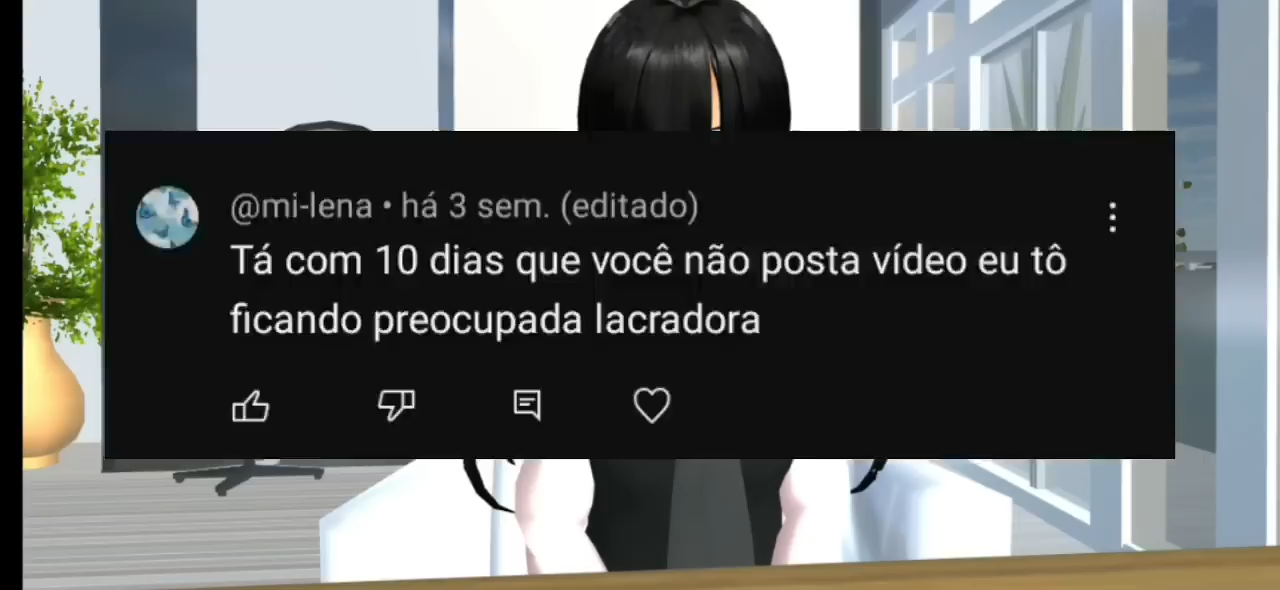 @mi-lena • há 3 sem. (editado)
Tá com 10 dias que você não posta vídeo eu tô
ficando preocupada lacradora